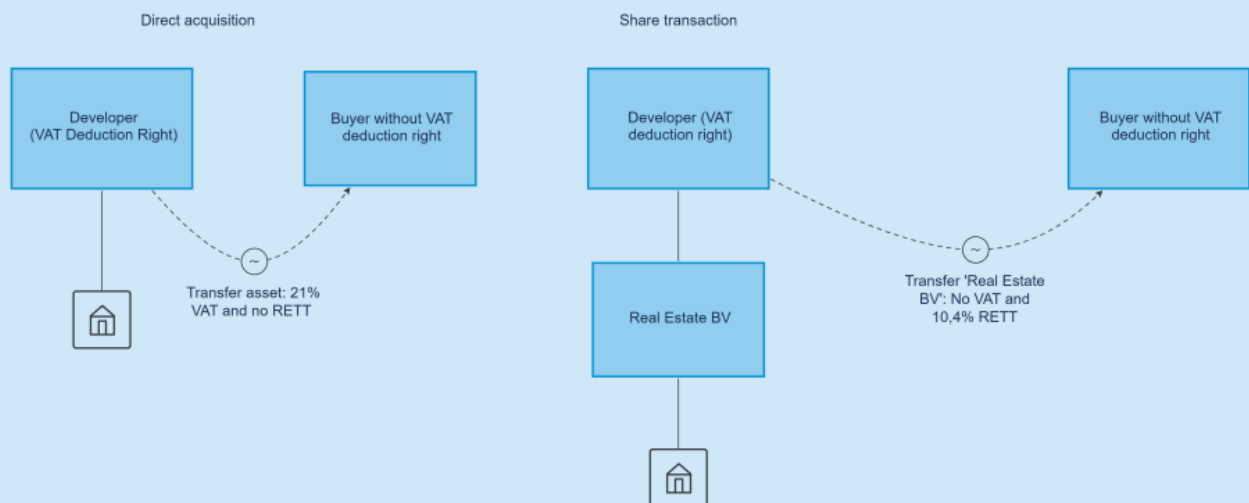 Direct acquisition
Share transaction
Developer
(VAT Deduction Right)
Buyer without VAT
deduction right
Developer (VAT
deduction right)
Buyer without VAT
deduction right
~
Transfer asset: 21%
VAT and no RETT
~
Transfer 'Real Estate
BV': No VAT and
10,4% RETT
Real Estate BV